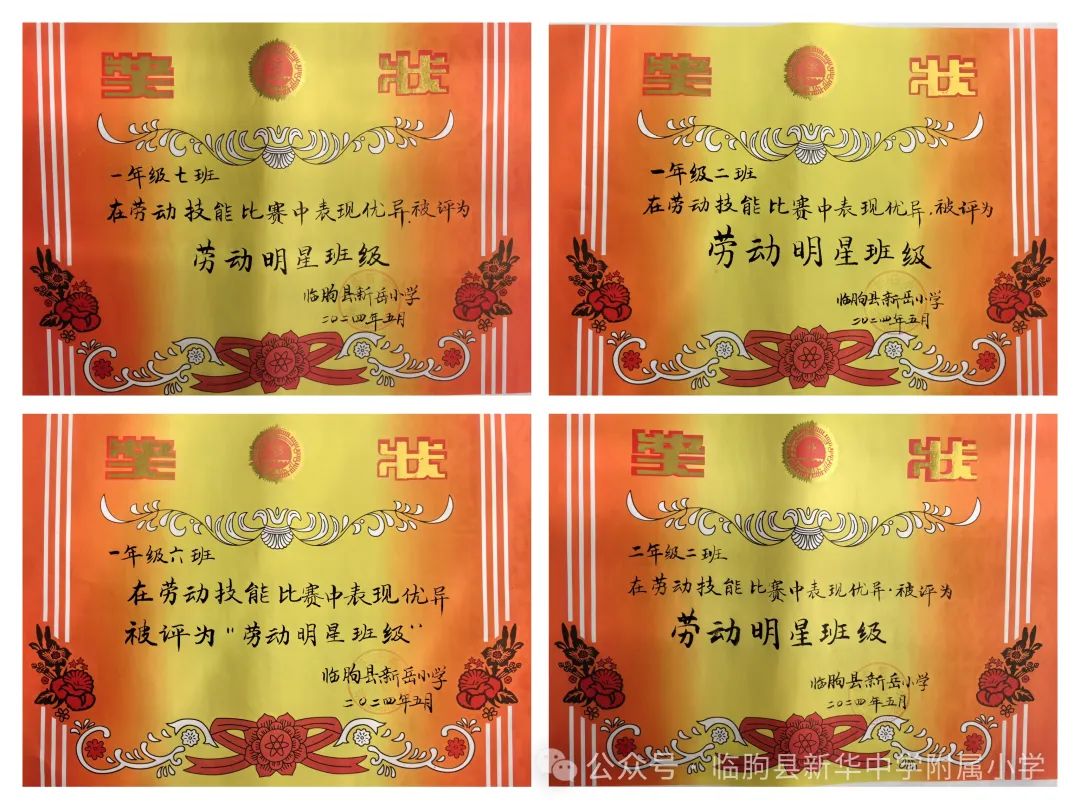 奖 状
一年级七班
在劳动技能比赛中表现优异.被评为
劳动明星班级
临朐县新岳小学
二〇二四年五月
奖 状
一年级二班
在劳动技能比赛中表现优异.被评为
劳动明星班级
临朐县新岳小学
二〇二四年五月
奖 状
一年级六班
在劳动技能比赛中表现优异
被评为“劳动明星班级”
临朐县新岳小学
二〇二四年五月
奖 状
二年级二班
在劳动技能比赛中表现优异.被评为
劳动明星班级
临朐县新岳小学
二〇二四年五月
公众号 临朐县新华中学附属小学